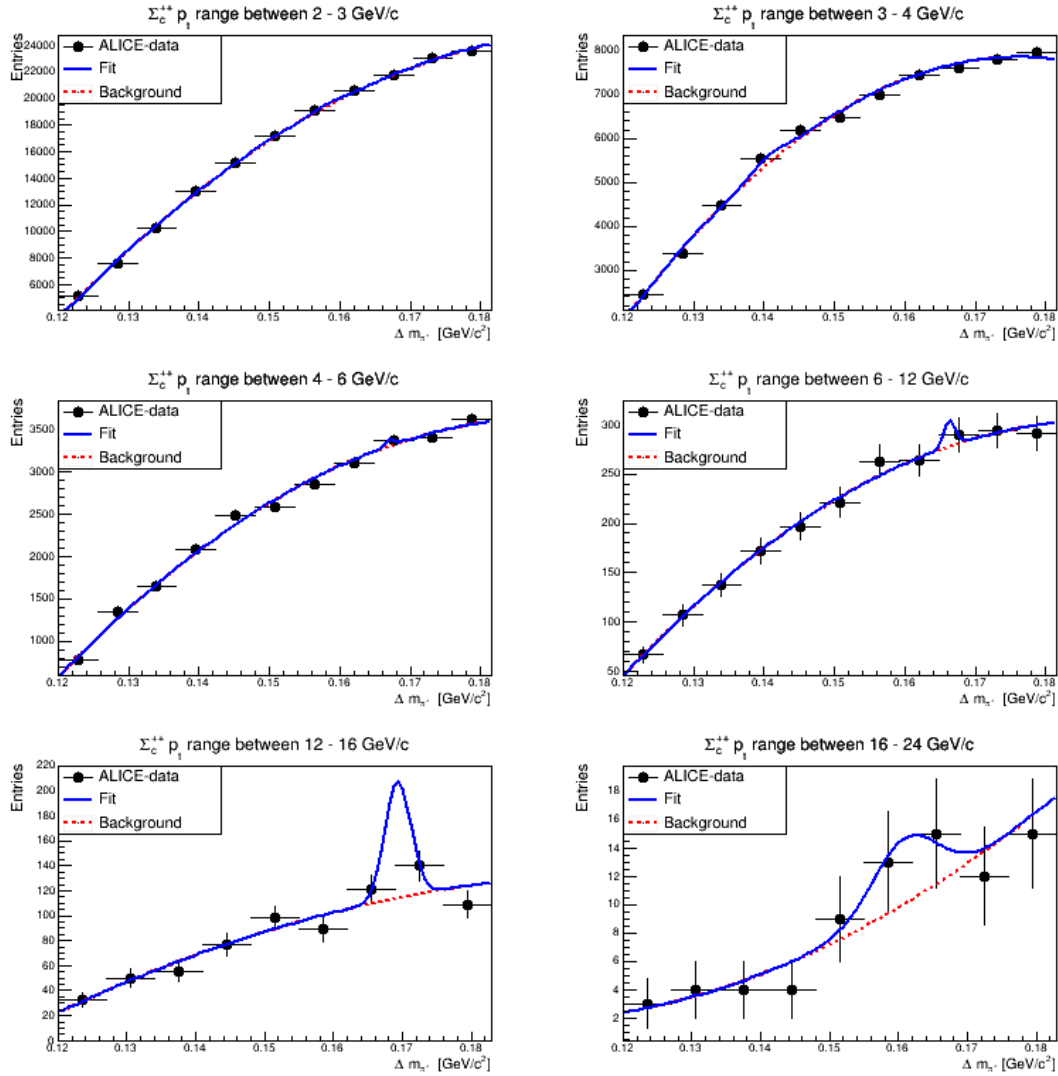 Σc++ pt range between 2 - 3 GeV/c
Entries
ALICE-data
Fit
Background
24000
22000
20000
18000
16000
14000
12000
10000
8000
6000
0.12 0.13 0.14 0.15 0.16 0.17 0.18
Δ mπ+ [GeV/c2]
Σc++ pt range between 3 - 4 GeV/c
Entries
ALICE-data
Fit
Background
8000
7000
6000
5000
4000
3000
0.12 0.13 0.14 0.15 0.16 0.17 0.18
Δ mπ+ [GeV/c2]
Σc++ pt range between 4 - 6 GeV/c
Entries
ALICE-data
Fit
Background
3500
3000
2500
2000
1500
1000
0.12 0.13 0.14 0.15 0.16 0.17 0.18
Δ mπ+ [GeV/c2]
Σc++ pt range between 6 - 12 GeV/c
Entries
ALICE-data
Fit
Background
300
250
200
150
100
50
0.12 0.13 0.14 0.15 0.16 0.17 0.18
Δ mπ+ [GeV/c2]
Σc++ pt range between 12 - 16 GeV/c
Entries
ALICE-data
Fit
Background
220
200
180
160
140
120
100
80
60
40
20
0
0.12 0.13 0.14 0.15 0.16 0.17 0.18
Δ mπ+ [GeV/c2]
Σc++ pt range between 16 - 24 GeV/c
Entries
ALICE-data
Fit
Background
18
16
14
12
10
8
6
4
2
0.12 0.13 0.14 0.15 0.16 0.17 0.18
Δ mπ+ [GeV/c2]